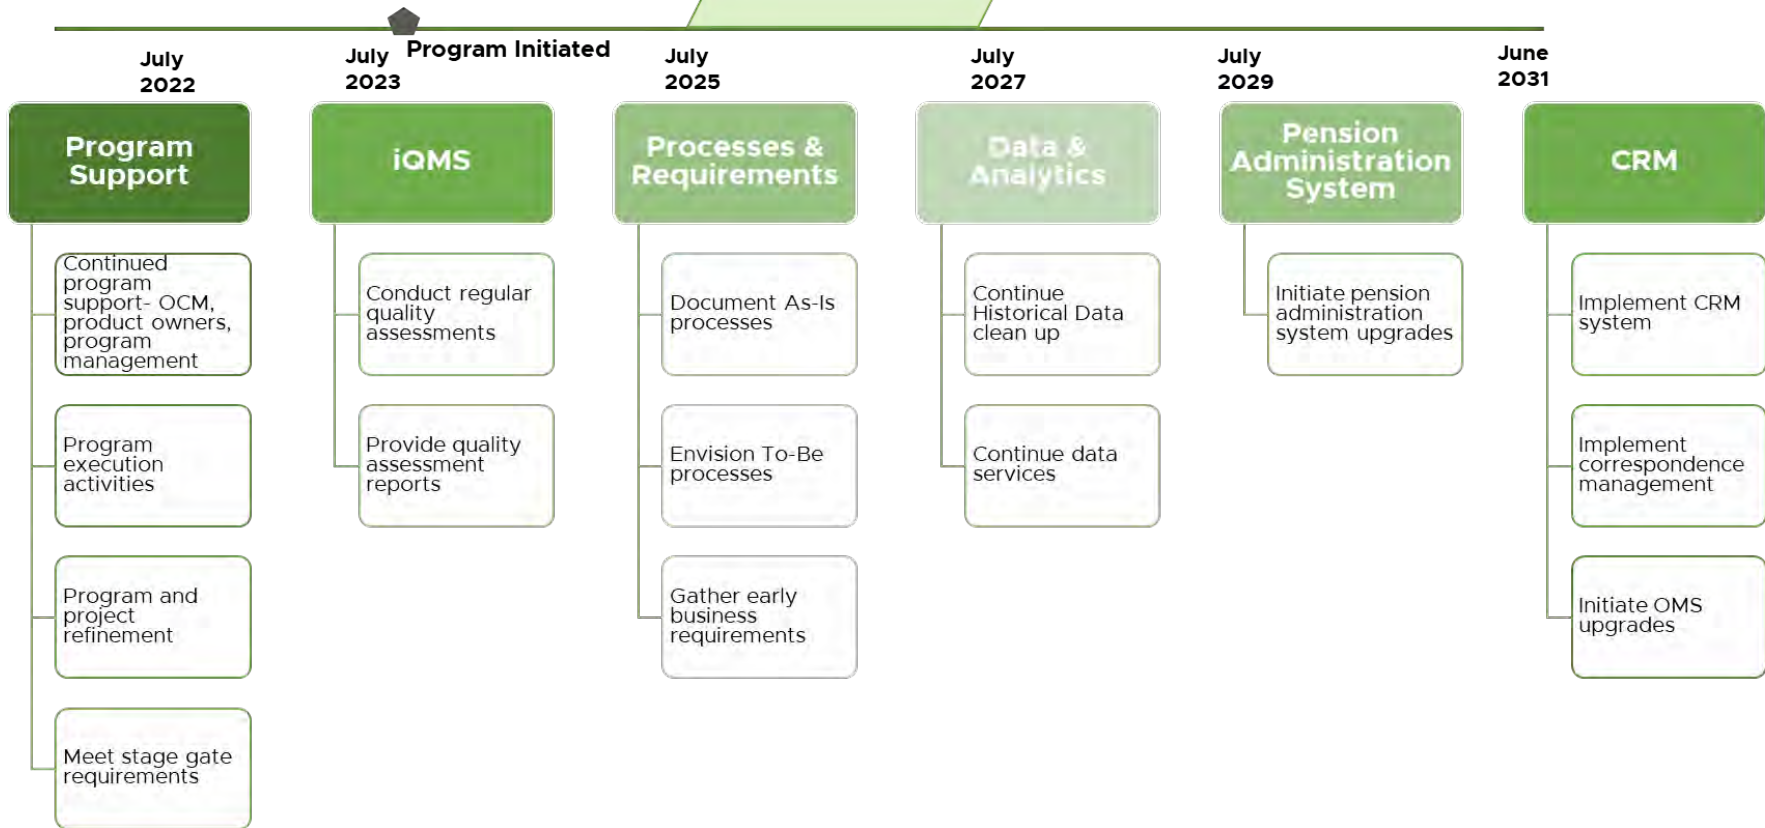 Program Initiated
July
2022
July
2023
July
2025
July
2027
July
2029
June
2031
Program
Support
Continued
program
support- OCM,
product owners,
program
management
Program
execution
activities
Program and
project
refinement
Meet stage gate
requirements
iQMS
Conduct regular
quality
assessments
Provide quality
assessment
reports
Processes &
Requirements
Document As-Is
processes
Envision To-Be
processes
Gather early
business
requirements
Data &
Analytics
Continue
Historical Data
clean up
Continue data
services
Pension
Administration
System
Initiate pension
administration
system upgrades
CRM
Implement CRM
system
Implement
correspondence
management
Initiate OMS
upgrades